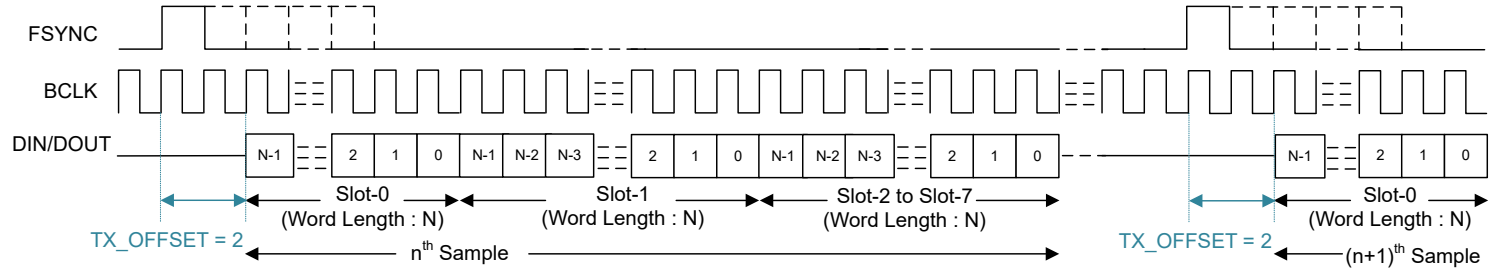 FSYNC
BCLK
DIN/DOUT
N-1 2 1 0 N-1 N-2 N-3 2 1 0 N-1 N-2 N-3 2 1 0 N-1 2 1 0
Slot-0 Slot-1 Slot-2 to Slot-7 Slot-0
(Word Length : N) (Word Length : N) (Word Length : N) (Word Length : N)
TX_OFFSET = 2 TX_OFFSET = 2
nth Sample (n+1)th Sample